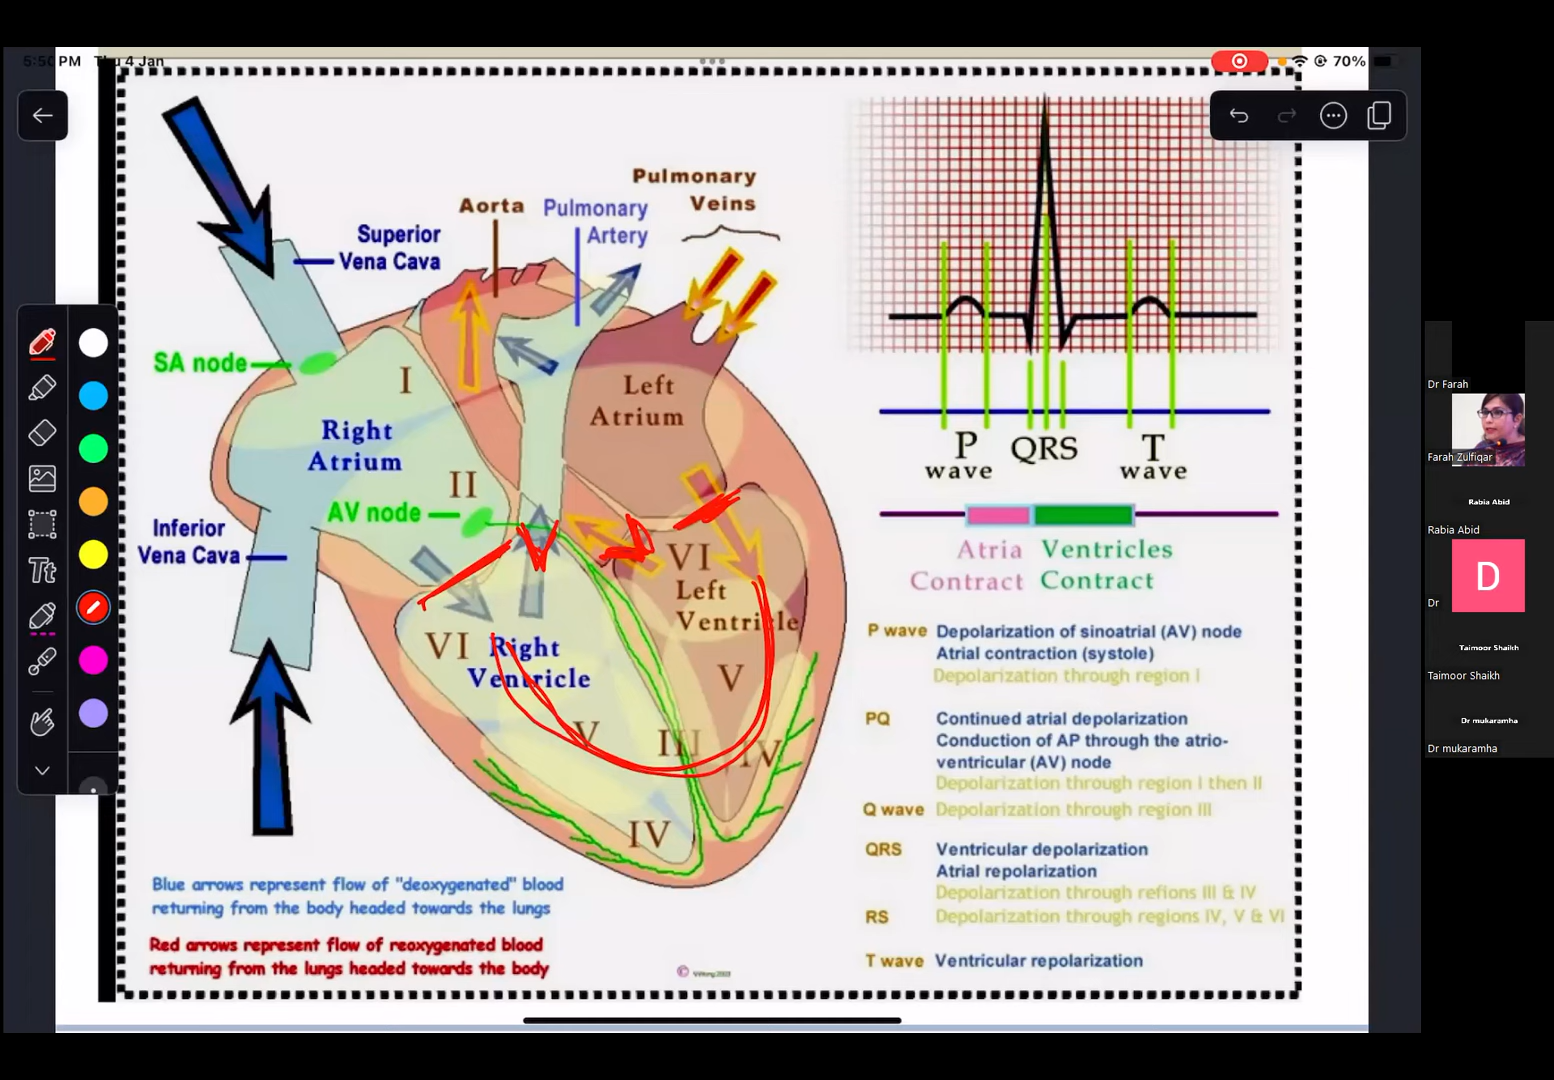 5:50 PM Thu 4 Jan
70%
Pulmonary
Veins
Aorta
Pulmonary
Artery
Superior
Vena Cava
SA node
I
Left
Atrium
Right
Atrium
II
AV node
Inferior
Vena Cava
VI
Left
Ventricle
VI
Right
Ventricle
V
V
III
IV
IV
Blue arrows represent flow of "deoxygenated" blood
returning from the body headed towards the lungs
Red arrows represent flow of reoxygenated blood
returning from the lungs headed towards the body
P
wave
QRS
T
wave
Atria
Contract
Ventricles
Contract
P wave Depolarization of sinoatrial (AV) node
Atrial contraction (systole)
Depolarization through region I
PQ Continued atrial depolarization
Conduction of AP through the atrio-
ventricular (AV) node
Depolarization through region I then II
Q wave Depolarization through region III
QRS Ventricular depolarization
Atrial repolarization
Depolarization through refions III & IV
RS Depolarization through regions IV, V & VI
T wave Ventricular repolarization
Tt
Dr Farah
Farah Zulfiqar
Rabia Abid
Rabia Abid
D
Dr
Taimoor Shaikh
Taimoor Shaikh
Dr mukaramha
Dr mukaramha